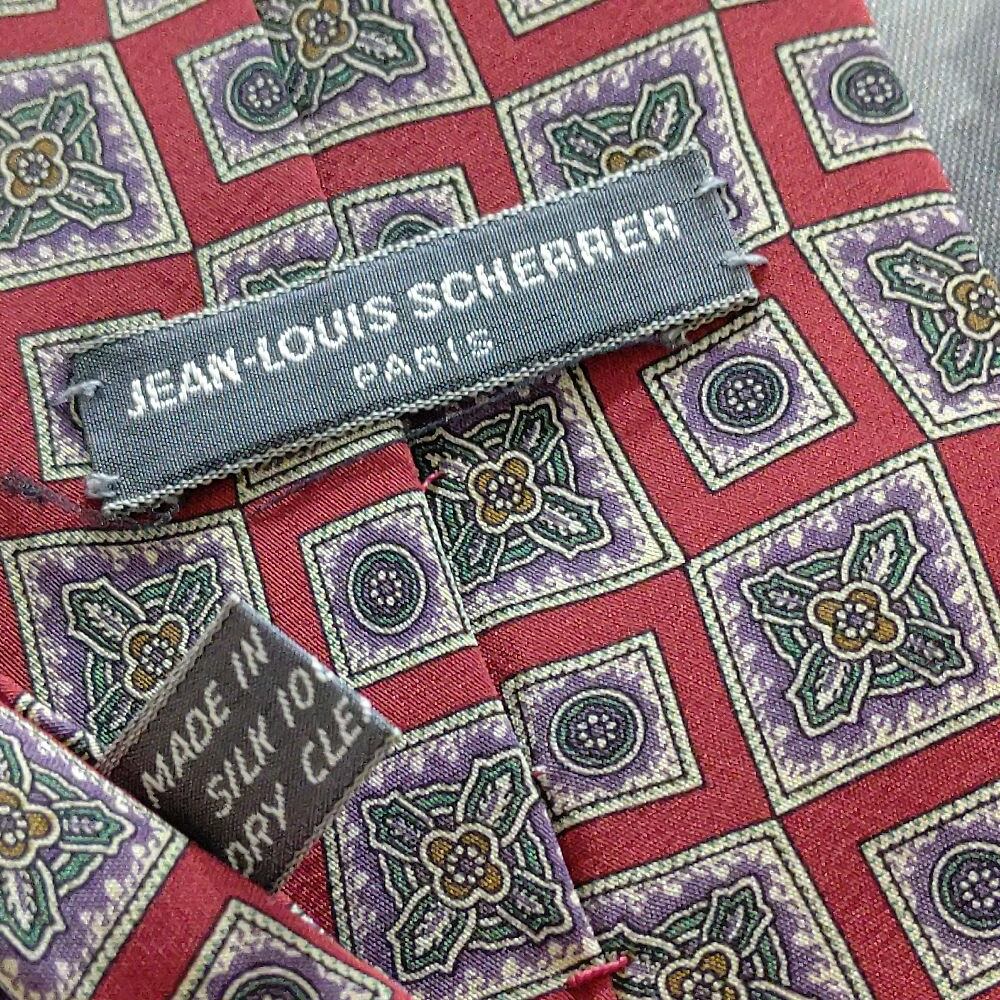 JEAN-LOUIS SCHERRER
PARIS
MADE IN
SILK 10
DRY CLE